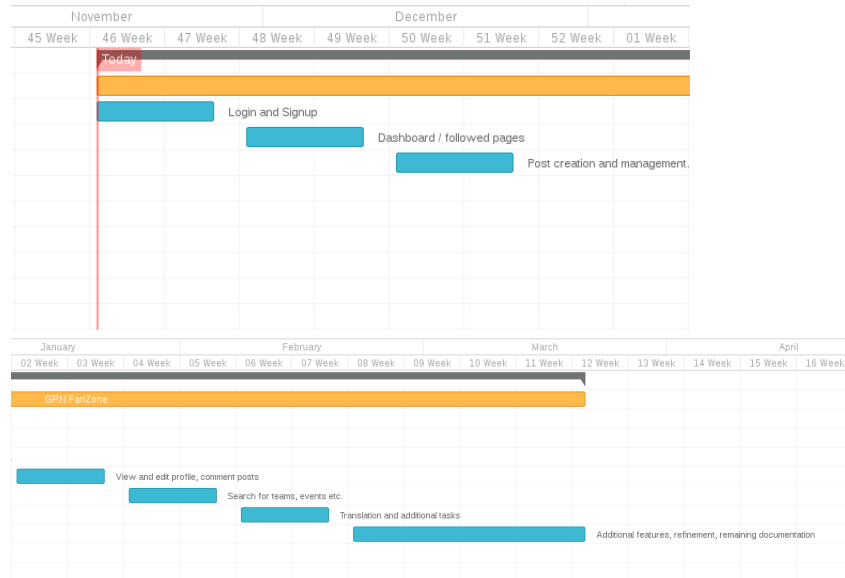 November December
45 Week 46 Week 47 Week 48 Week 49 Week 50 Week 51 Week 52 Week 01 Week
Today
Login and Signup
Dashboard / followed pages
Post creation and management.
January February March April
02 Week 03 Week 04 Week 05 Week 06 Week 07 Week 08 Week 09 Week 10 Week 11 Week 12 Week 13 Week 14 Week 15 Week 16 Week
GPN FanZone
View and edit profile, comment posts
Search for teams, events etc.
Translation and additional tasks
Additional features, refinement, remaining documentation